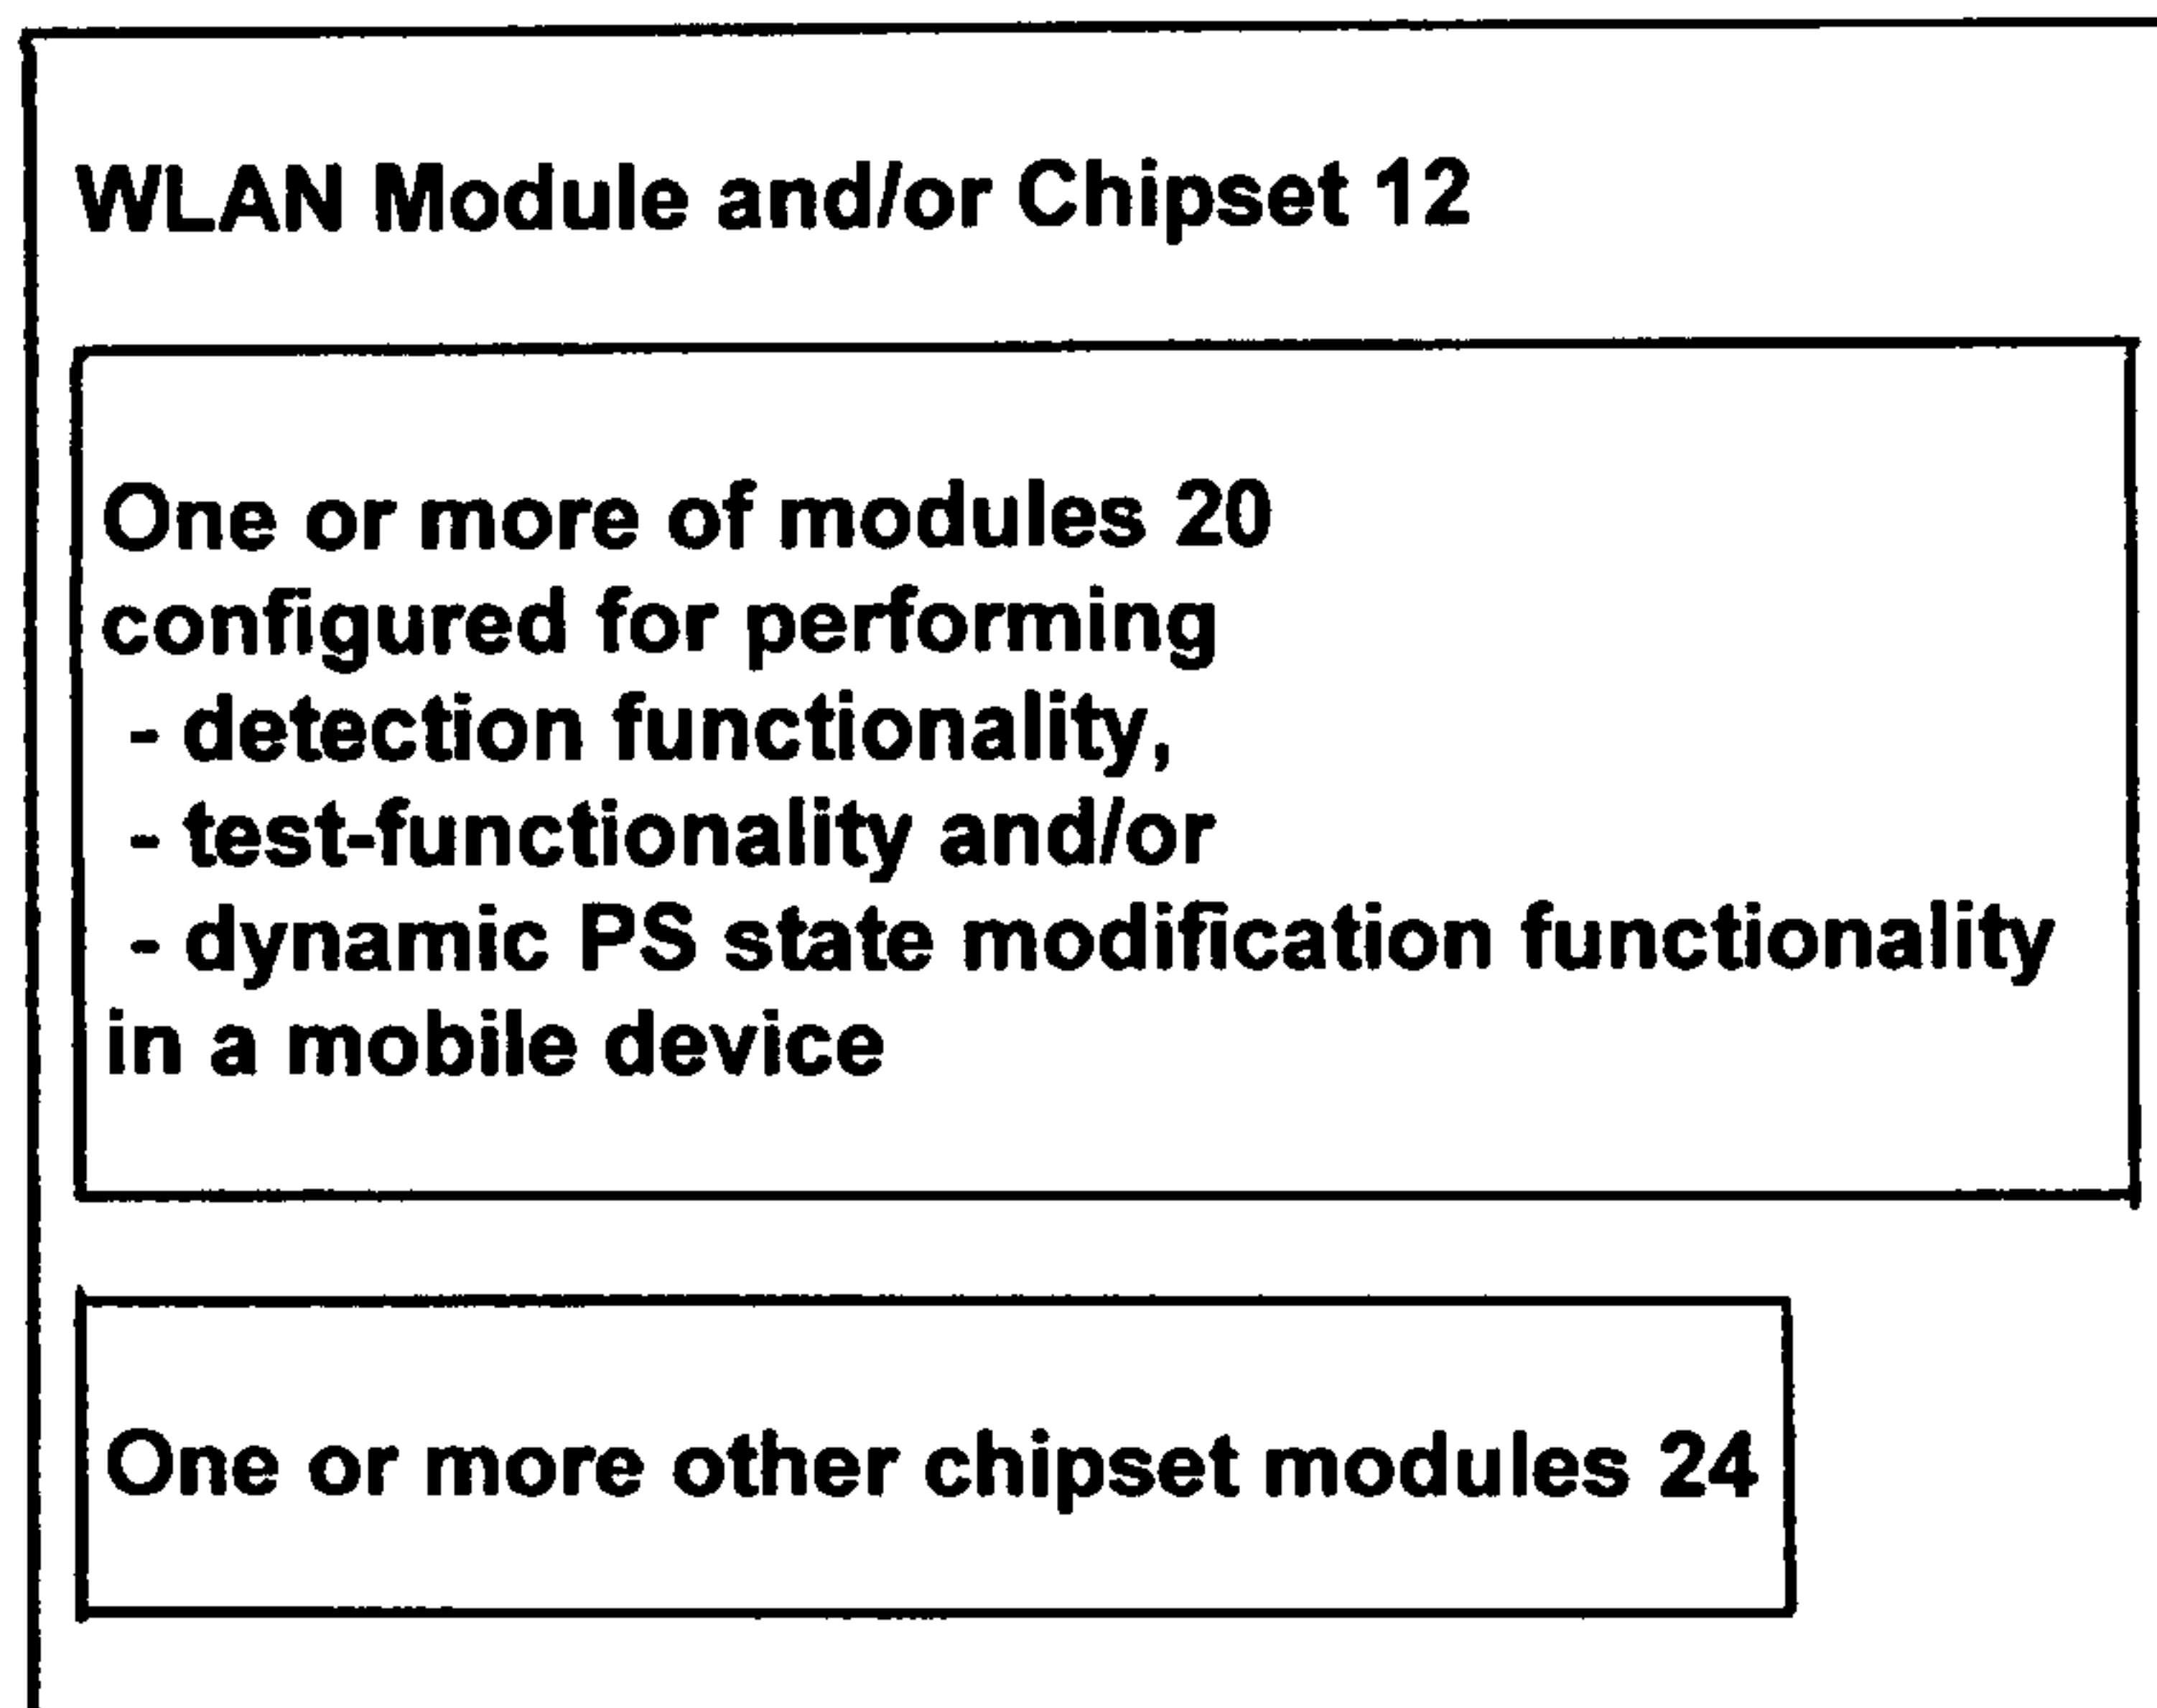 WLAN Module and/or Chipset 12
One or more of modules 20
configured for performing
- detection functionality,
- test-functionality and/or
- dynamic PS state modification functionality
in a mobile device
One or more other chipset modules 24